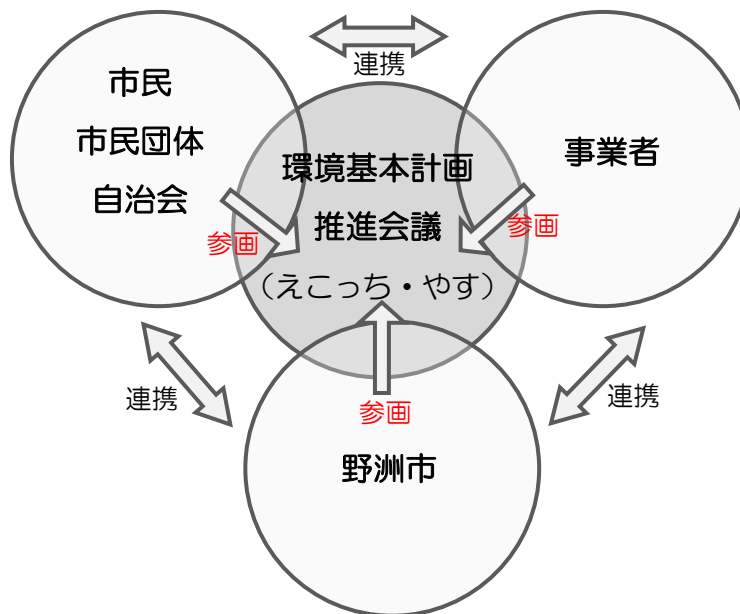 連携
市民
市民団体
自治会
環境基本計画
推進会議
（えこっち・やす）
事業者
参画
参画
連携
参画
連携
野洲市